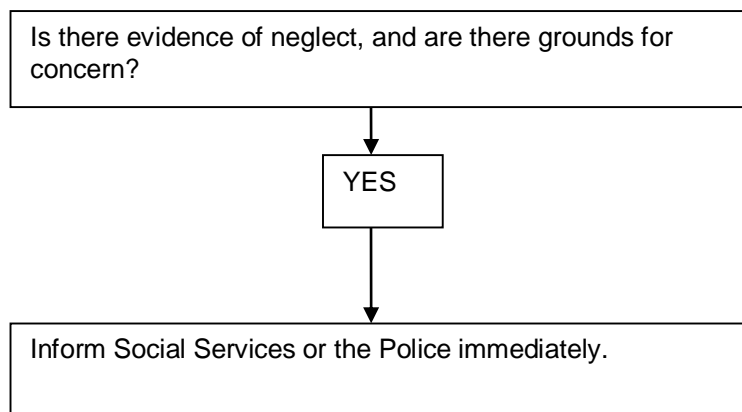 Is there evidence of neglect, and are there grounds for
concern?
YES
Inform Social Services or the Police immediately.